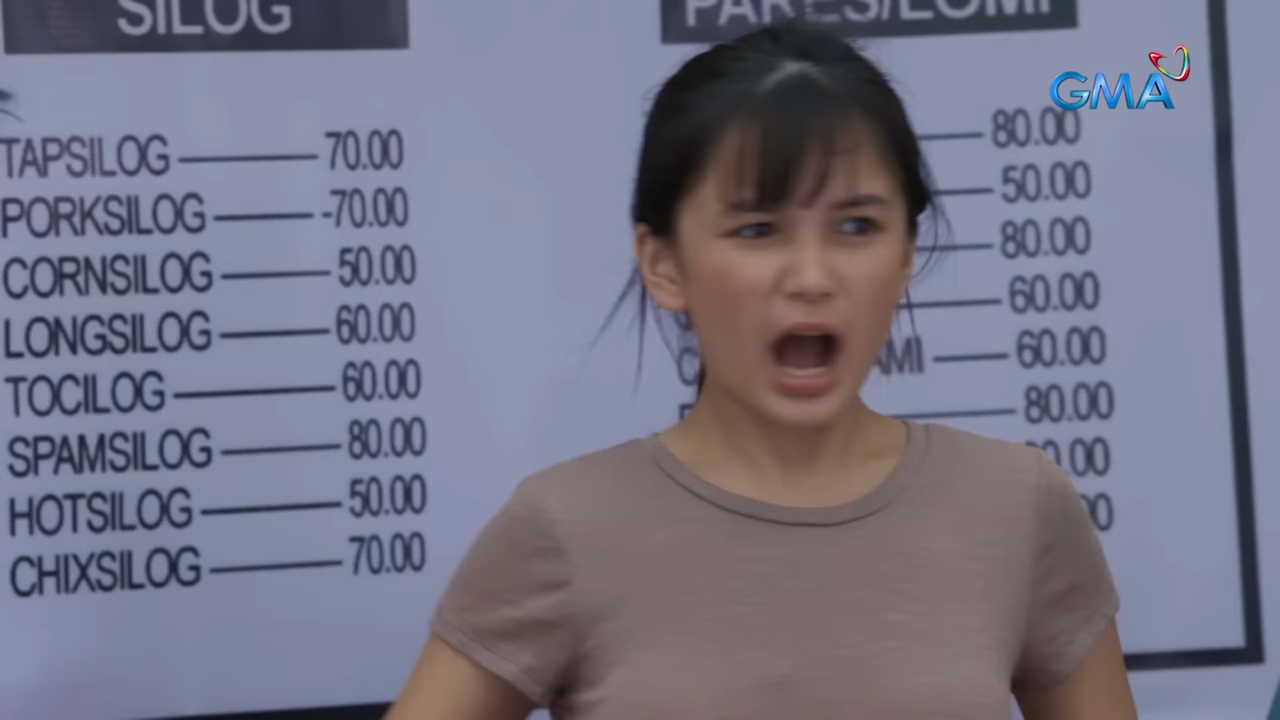 SILOG
TAPSILOG 70.00
PORKSILOG -70.00
CORNSILOG 50.00
LONGSILOG 60.00
TOCILOG 60.00
SPAMSILOG 80.00
HOTSILOG 50.00
CHIXSILOG 70.00
PARES/LOMI
80.00
50.00
80.00
60.00
60.00
80.00
GMA